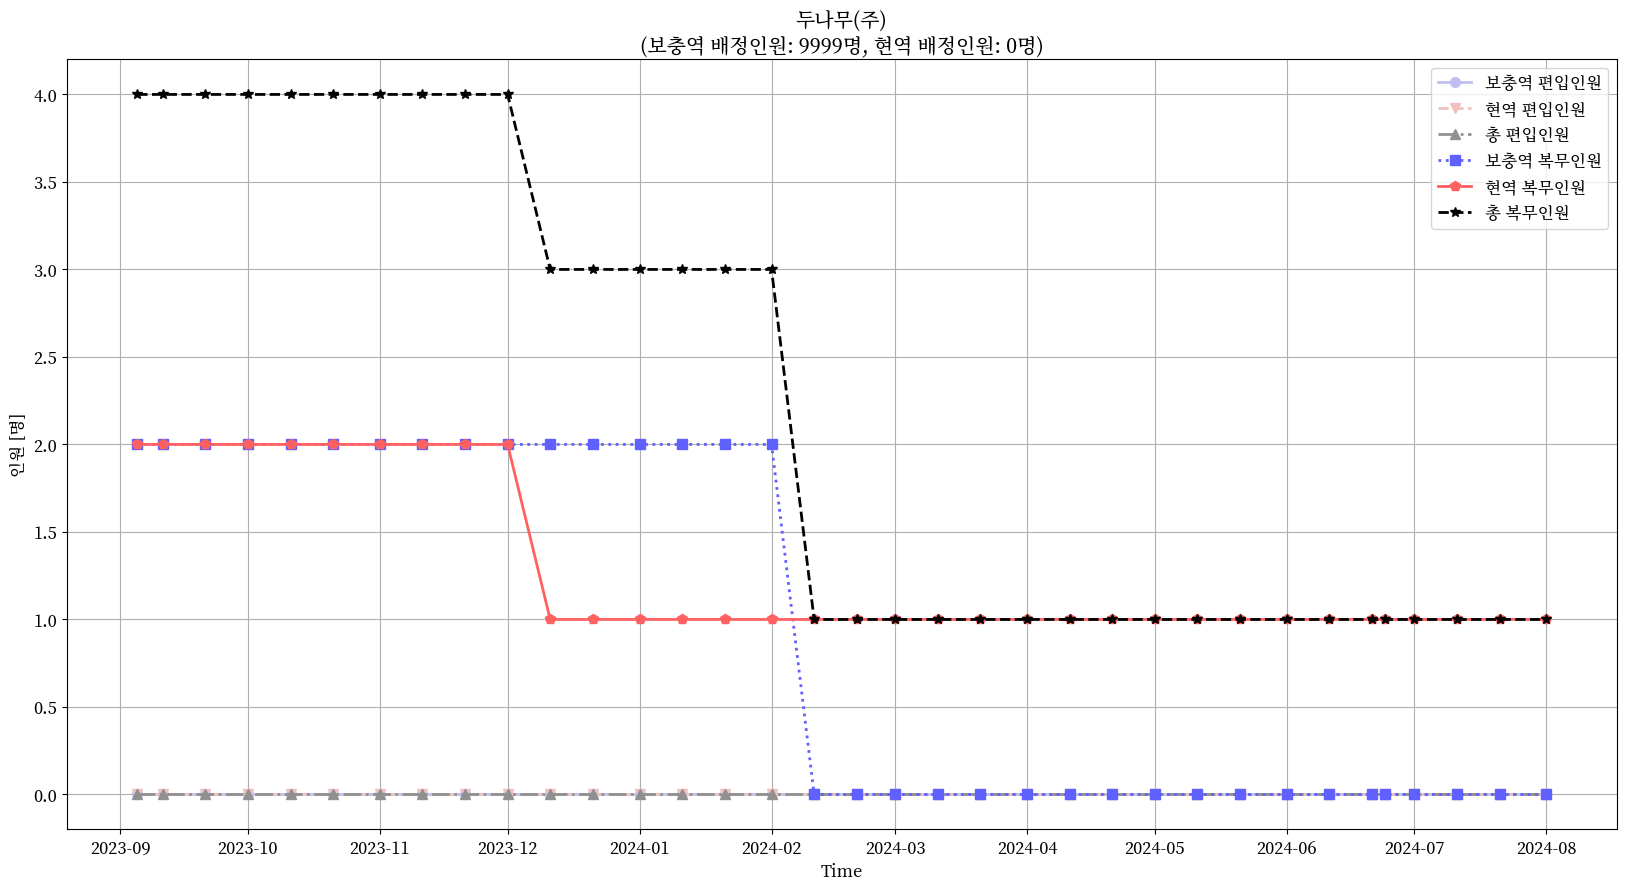 두나무(주)
(보충역 배정인원: 9999명, 현역 배정인원: 0명)
보충역 편입인원
현역 편입인원
총 편입인원
보충역 복무인원
현역 복무인원
총 복무인원
4.0
3.5
3.0
2.5
2.0
1.5
1.0
0.5
0.0
인원 [명]
2023-09 2023-10 2023-11 2023-12 2024-01 2024-02 2024-03 2024-04 2024-05 2024-06 2024-07 2024-08
Time